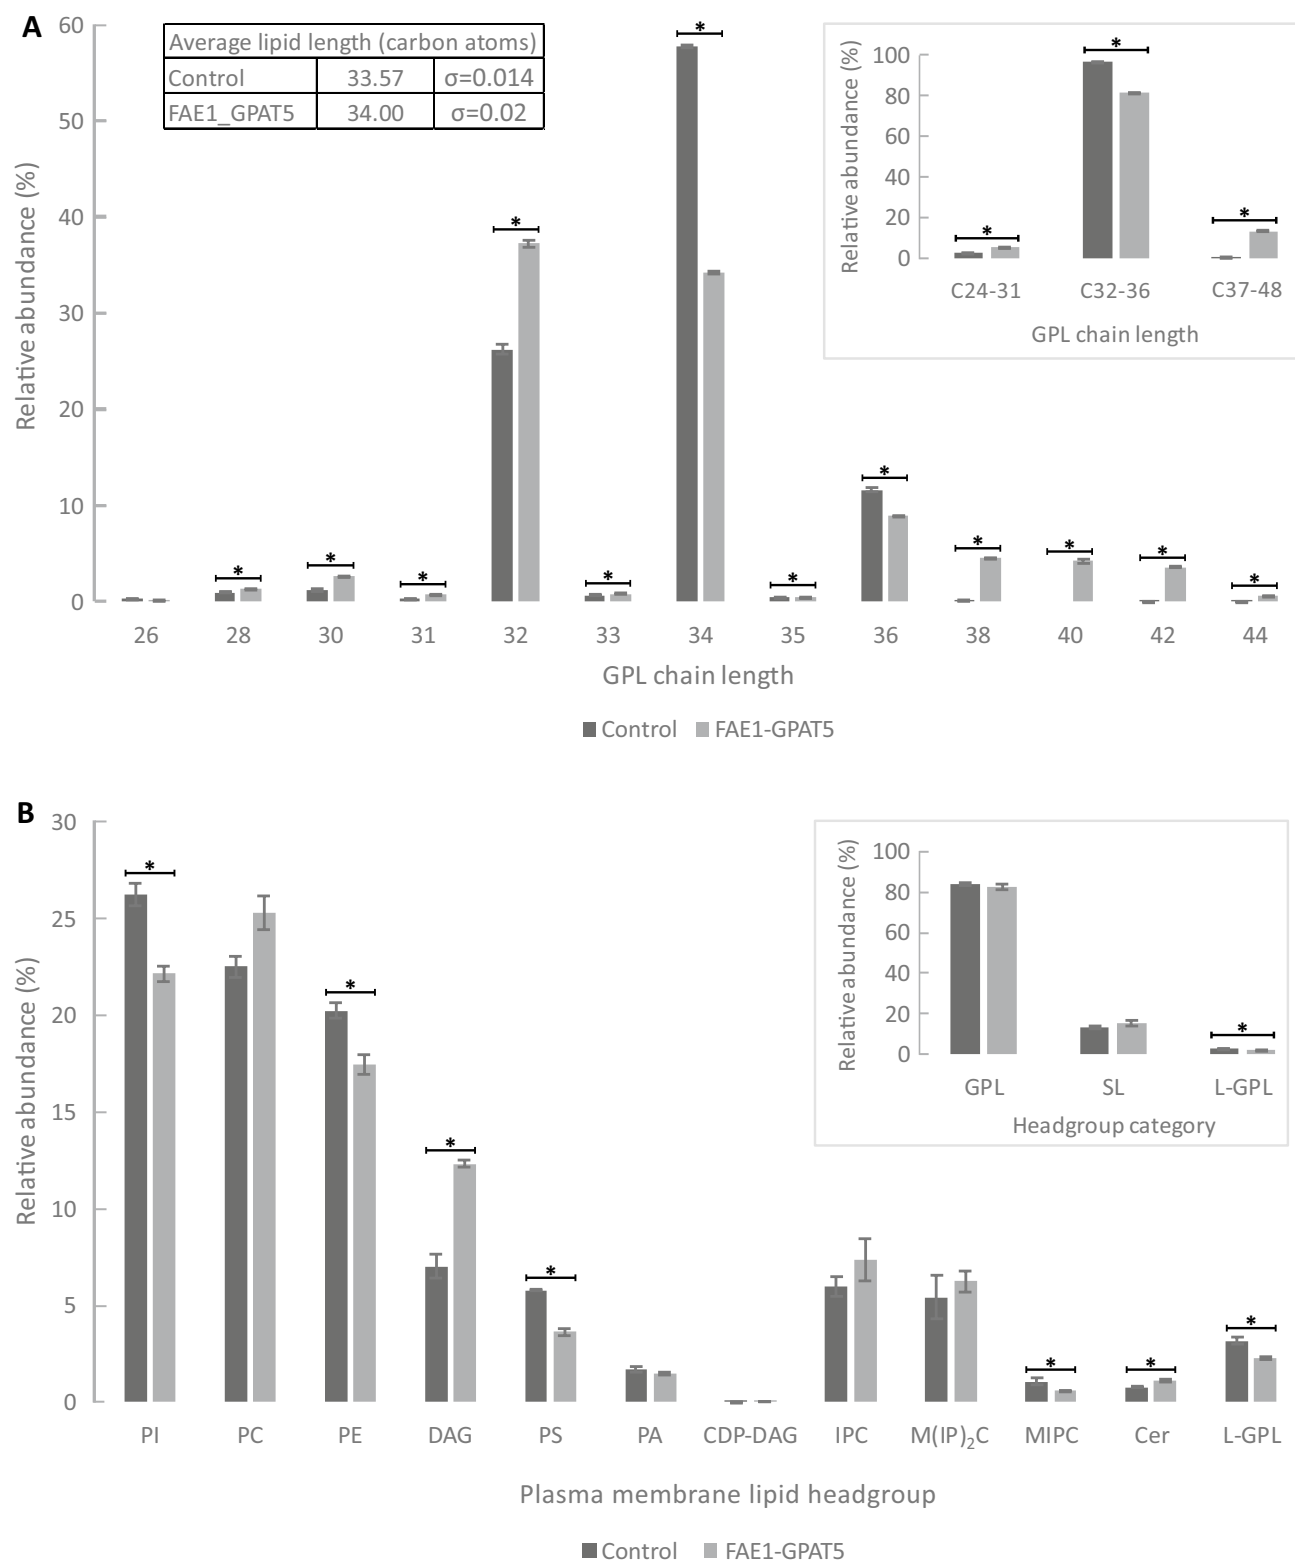 A
Average lipid length (carbon atoms)
Control 33.57 σ=0.014
FAE1_GPAT5 34.00 σ=0.02
Relative abundance (%)
60
50
40
30
20
10
0
* * * * * * * * * * * *
26 28 30 31 32 33 34 35 36 38 40 42 44
GPL chain length
Control FAE1-GPAT5
Relative abundance (%)
100
80
60
40
20
0
* * *
C24-31 C32-36 C37-48
GPL chain length
B
Relative abundance (%)
30
25
20
15
10
5
0
* * * * * * *
PI PC PE DAG PS PA CDP-DAG IPC M(IP)₂C MIPC Cer L-GPL
Plasma membrane lipid headgroup
Control FAE1-GPAT5
Relative abundance (%)
100
80
60
40
20
0
*
GPL SL L-GPL
Headgroup category